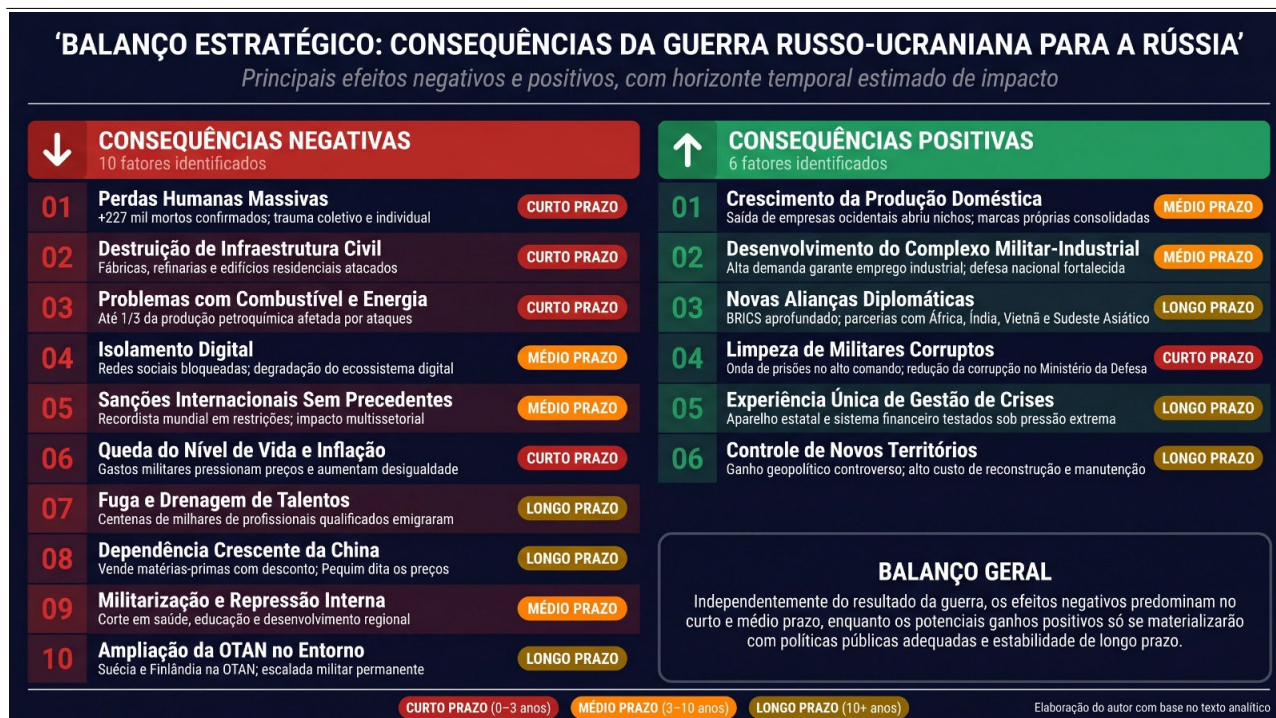 ‘BALANÇO ESTRATÉGICO: CONSEQUÊNCIAS DA GUERRA RUSSO-UCRANIANA PARA A RÚSSIA’
Principais efeitos negativos e positivos, com horizonte temporal estimado de impacto
CONSEQUÊNCIAS NEGATIVAS
10 fatores identificados
01
Perdas Humanas Massivas
+227 mil mortos confirmados; trauma coletivo e individual
CURTO PRAZO
02
Destruição de Infraestrutura Civil
Fábricas, refinarias e edifícios residenciais atacados
CURTO PRAZO
03
Problemas com Combustível e Energia
Até 1/3 da produção petroquímica afetada por ataques
CURTO PRAZO
04
Isolamento Digital
Redes sociais bloqueadas; degradação do ecossistema digital
MÉDIO PRAZO
05
Sanções Internacionais Sem Precedentes
Recordista mundial em restrições; impacto multissetorial
MÉDIO PRAZO
06
Queda do Nível de Vida e Inflação
Gastos militares pressionam preços e aumentam desigualdade
CURTO PRAZO
07
Fuga e Drenagem de Talentos
Centenas de milhares de profissionais qualificados emigraram
LONGO PRAZO
08
Dependência Crescente da China
Vende matérias-primas com desconto; Pequim dita os preços
LONGO PRAZO
09
Militarização e Repressão Interna
Corte em saúde, educação e desenvolvimento regional
MÉDIO PRAZO
10
Ampliação da OTAN no Entorno
Suécia e Finlândia na OTAN; escalada militar permanente
LONGO PRAZO
CONSEQUÊNCIAS POSITIVAS
6 fatores identificados
01
Crescimento da Produção Doméstica
Saída de empresas ocidentais abriu nichos; marcas próprias consolidadas
MÉDIO PRAZO
02
Desenvolvimento do Complexo Militar-Industrial
Alta demanda garante emprego industrial; defesa nacional fortalecida
MÉDIO PRAZO
03
Novas Alianças Diplomáticas
BRICS aprofundado; parcerias com África, Índia, Vietnã e Sudeste Asiático
LONGO PRAZO
04
Limpeza de Militares Corruptos
Onda de prisões no alto comando; redução da corrupção no Ministério da Defesa
CURTO PRAZO
05
Experiência Única de Gestão de Crises
Aparelho estatal e sistema financeiro testados sob pressão extrema
LONGO PRAZO
06
Controle de Novos Territórios
Ganho geopolítico controverso; alto custo de reconstrução e manutenção
LONGO PRAZO
BALANÇO GERAL
Independentemente do resultado da guerra, os efeitos negativos predominam no
curto e médio prazo, enquanto os potenciais ganhos positivos só se materializarão
com políticas públicas adequadas e estabilidade de longo prazo.
CURTO PRAZO (0–3 anos) MÉDIO PRAZO (3–10 anos) LONGO PRAZO (10+ anos)
Elaboração do autor com base no texto analítico